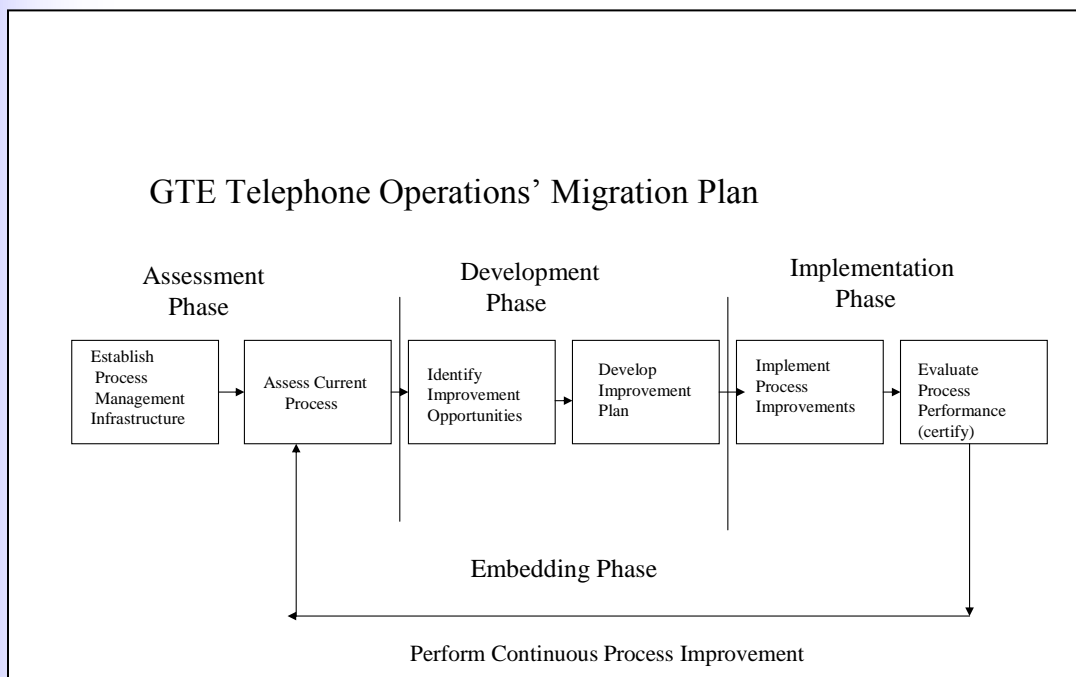 GTE Telephone Operations’ Migration Plan
Assessment
Phase
Development
Phase
Implementation
Phase
Establish
Process
Management
Infrastructure
Assess Current
Process
Identify
Improvement
Opportunities
Develop
Improvement
Plan
Implement
Process
Improvements
Evaluate
Process
Performance
(certify)
Embedding Phase
Perform Continuous Process Improvement